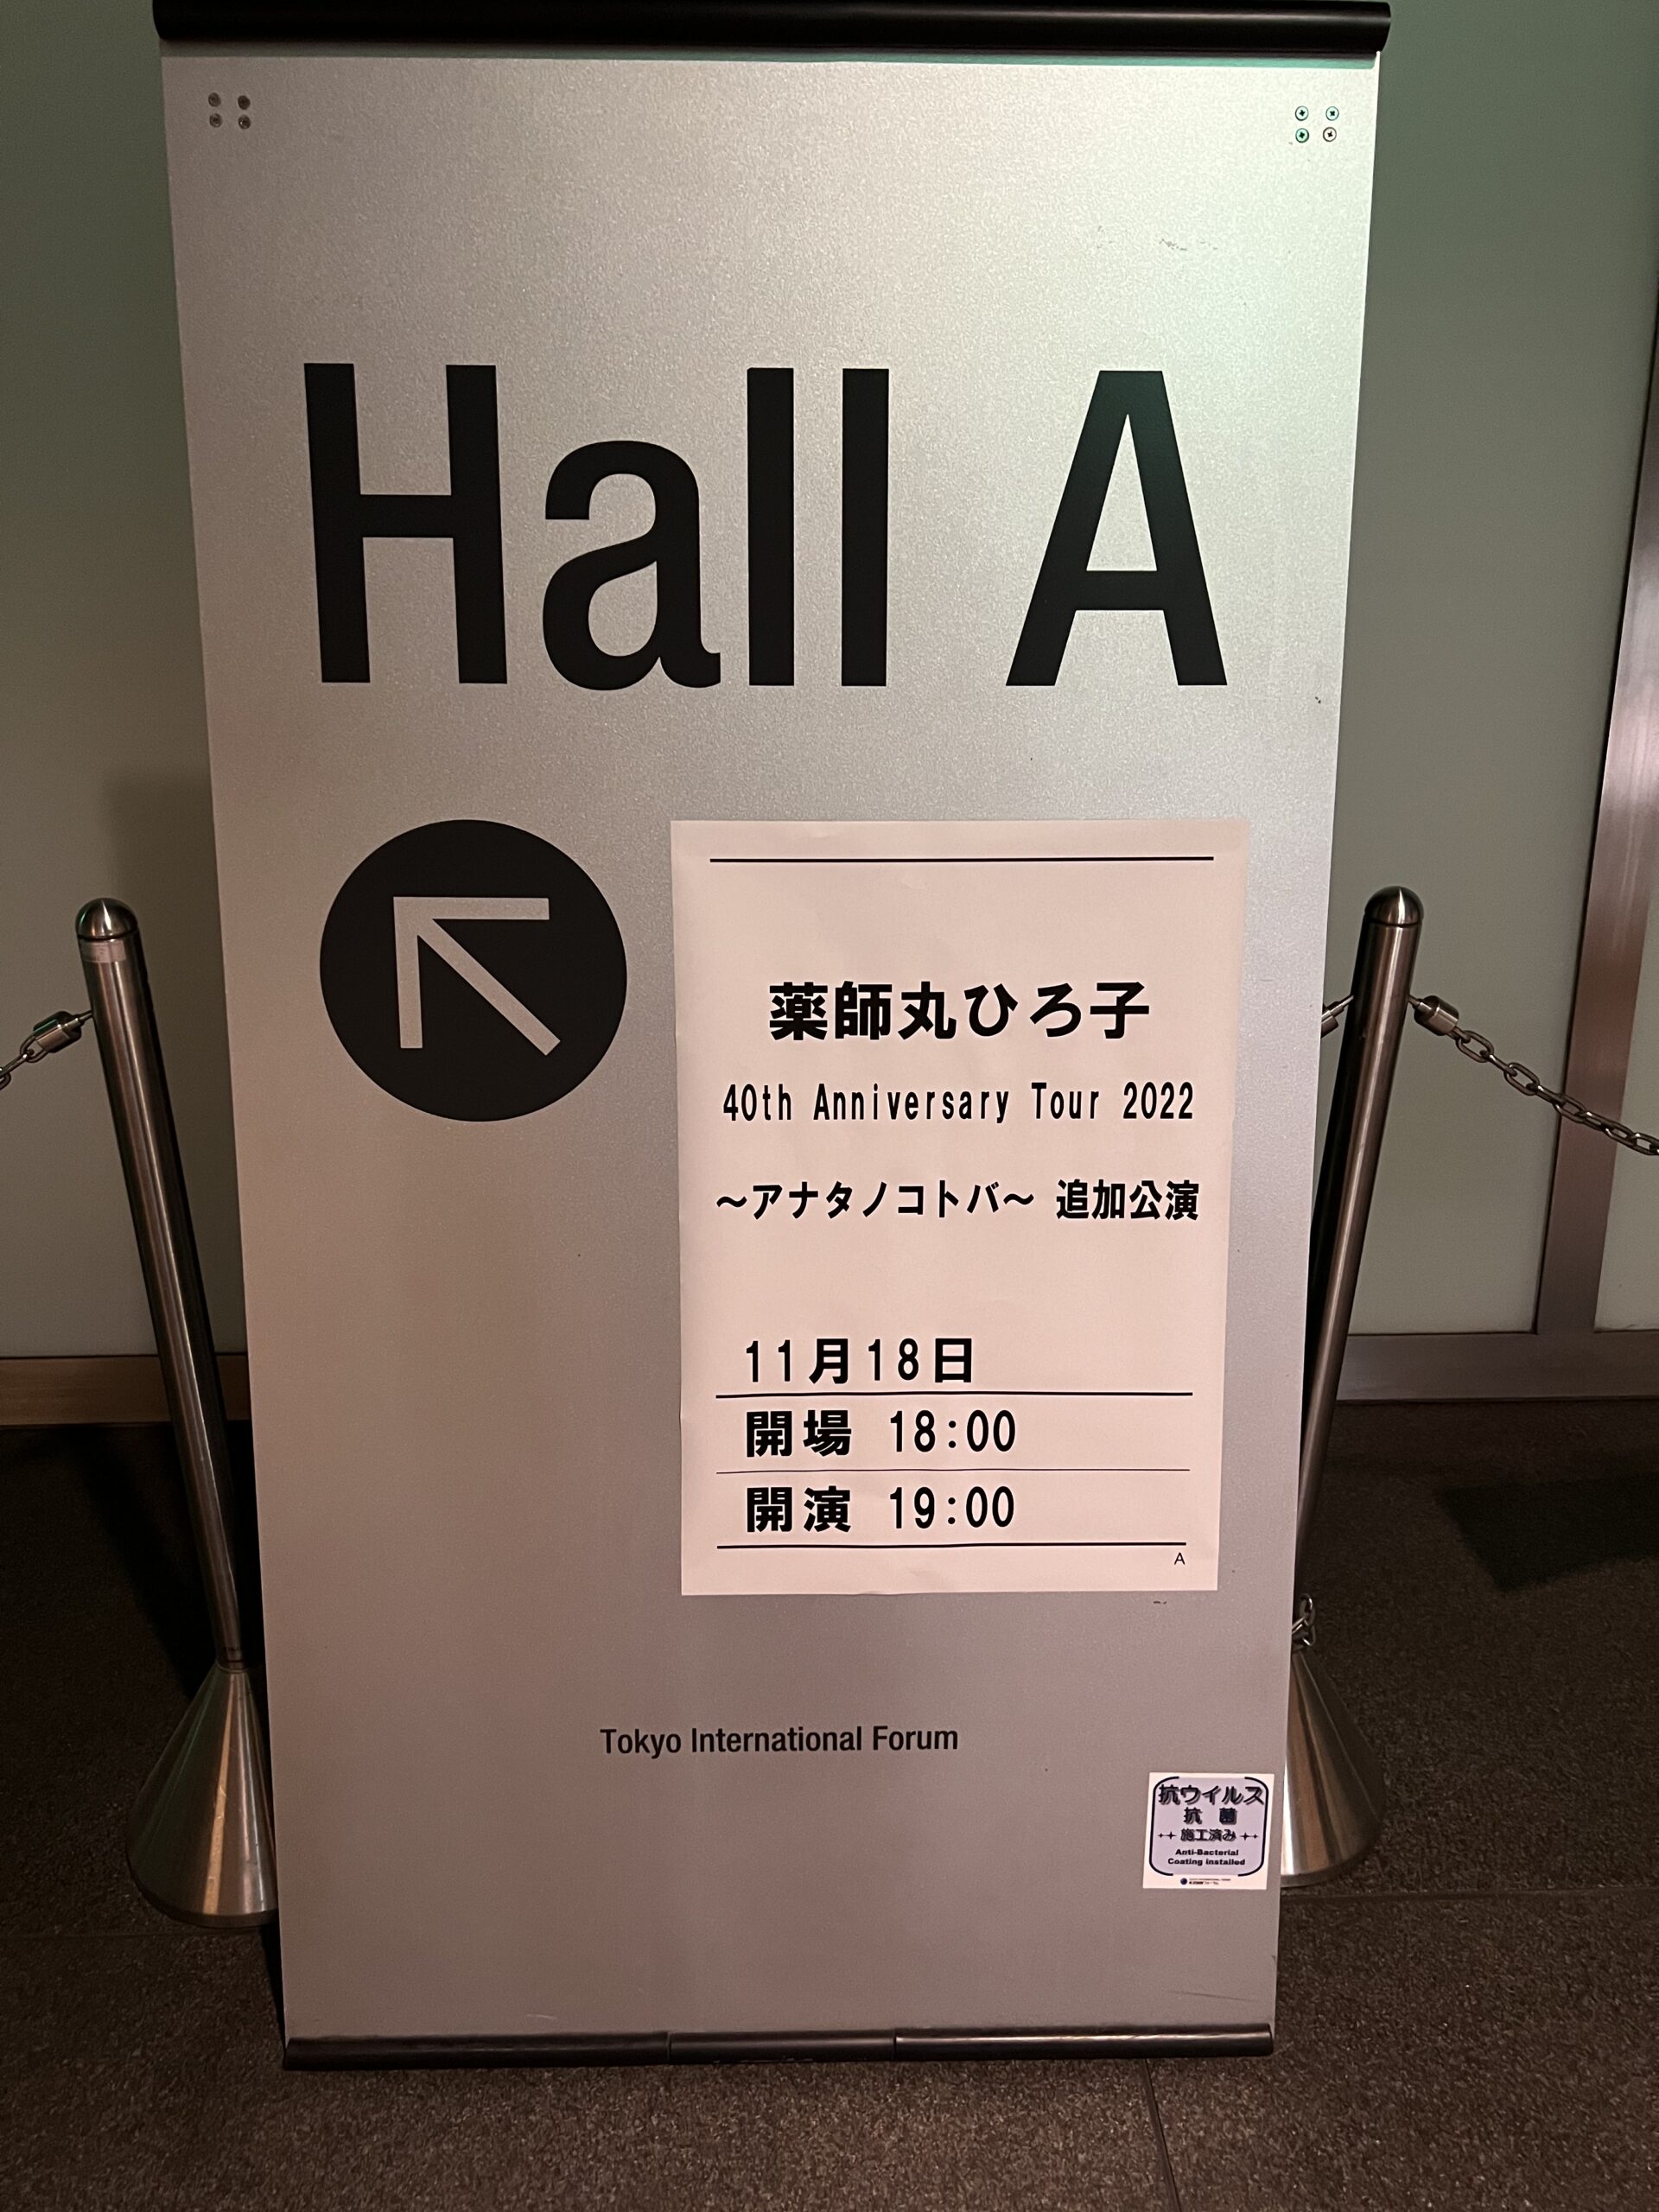 Hall A
薬師丸ひろ子
40th Anniversary Tour 2022
～アナタノコトバ～ 追加公演
11月18日
開場 18:00
開演 19:00
A
Tokyo International Forum
抗ウイルス
抗 菌
施工済み
Anti-Bacterial
Coating installed